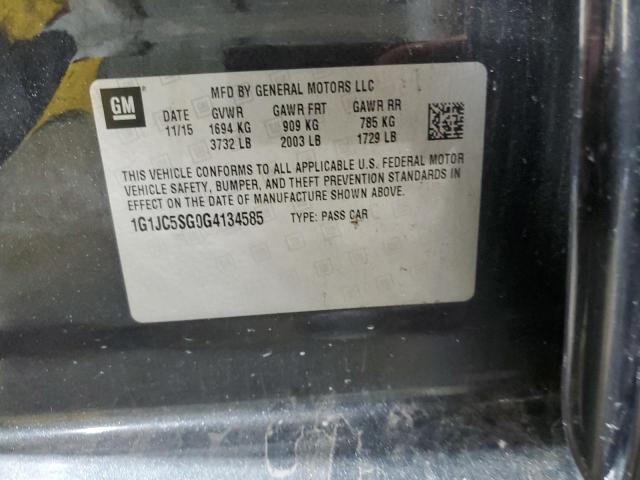 GM
MFD BY GENERAL MOTORS LLC
DATE GVWR GAWR FRT GAWR RR
11/15 1694 KG 909 KG 785 KG
3732 LB 2003 LB 1729 LB
THIS VEHICLE CONFORMS TO ALL APPLICABLE U.S. FEDERAL MOTOR
VEHICLE SAFETY, BUMPER, AND THEFT PREVENTION STANDARDS IN
EFFECT ON THE DATE OF MANUFACTURE SHOWN ABOVE.
1G1JC5SG0G4134585 TYPE: PASS CAR